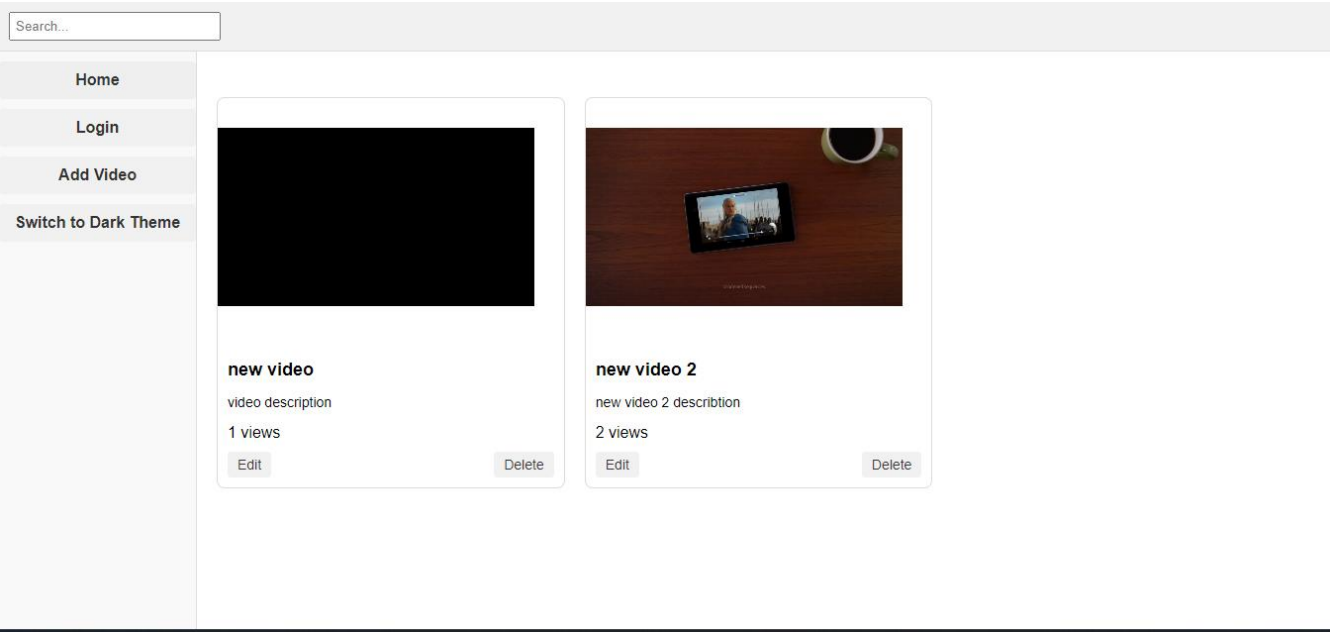 Search...
Home
Login
Add Video
Switch to Dark Theme
new video
video description
1 views
Edit
Delete
new video 2
new video 2 describtion
2 views
Edit
Delete